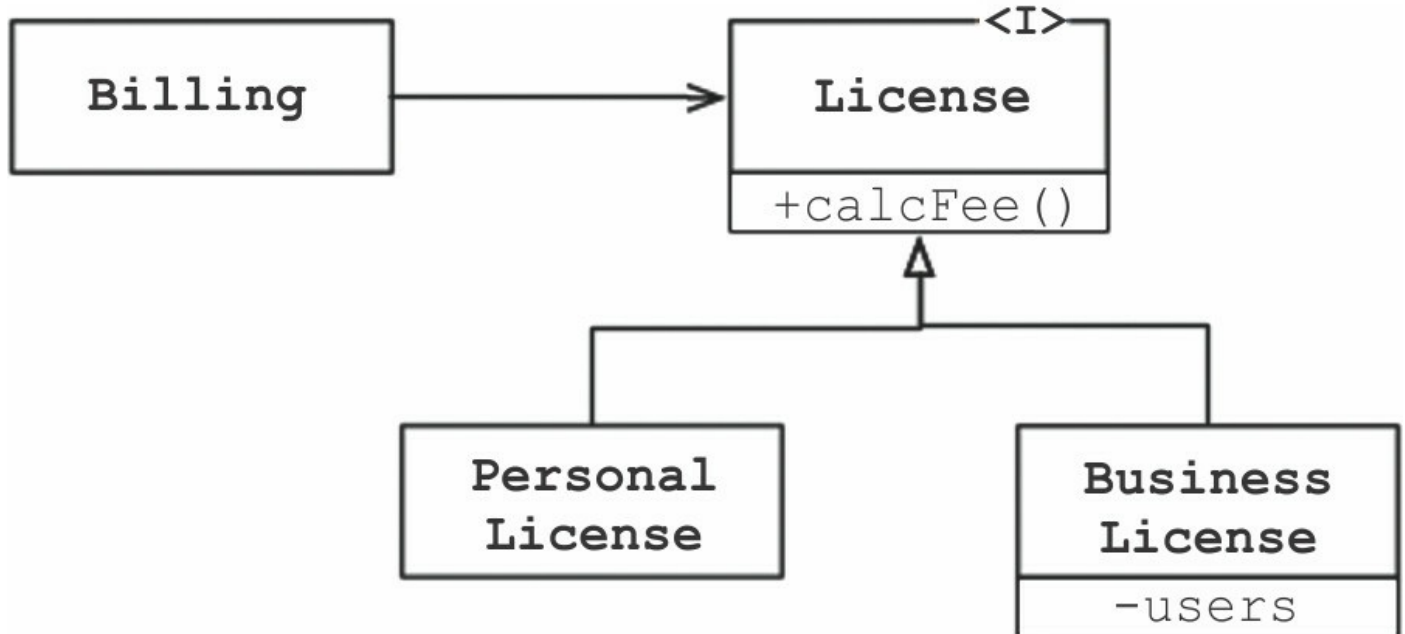 <I>
Billing
License
+calcFee()
Personal
License
Business
License
-users